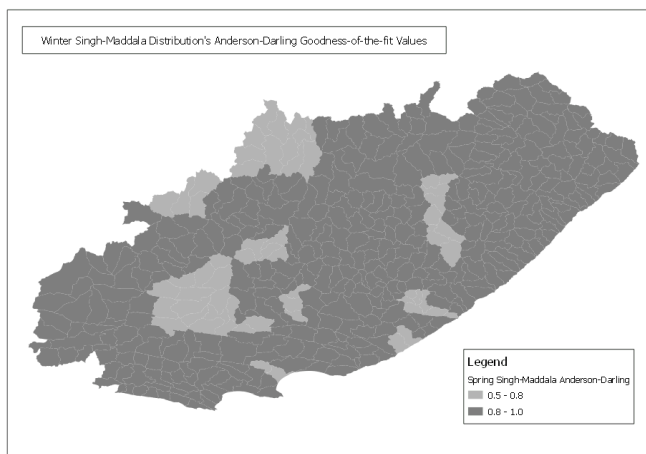 Winter Singh-Maddala Distribution's Anderson-Darling Goodness-of-the-fit Values
Legend
Spring Singh-Maddala Anderson-Darling
0.5 - 0.8
0.8 - 1.0